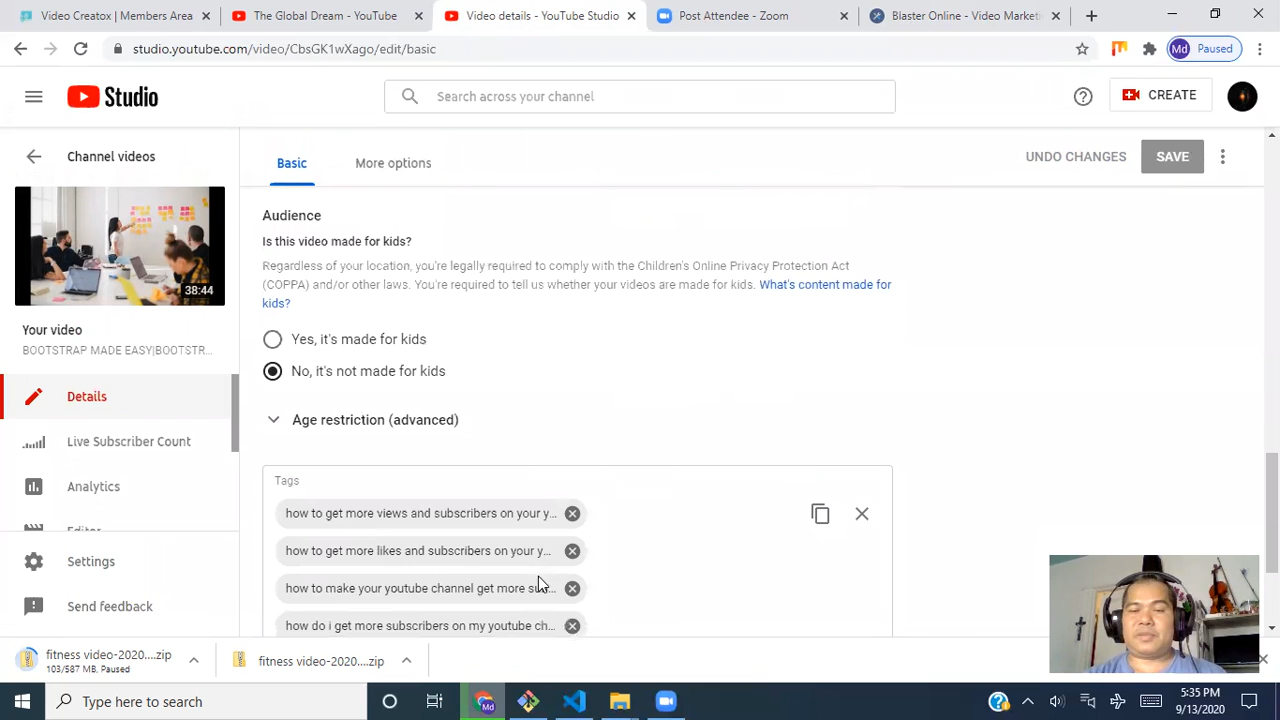 Video Creatox | Members Area
The Global Dream - YouTube
Video details - YouTube Studio
Post Attendee - Zoom
Blaster Online - Video Marketi
studio.youtube.com/video/CbsGK1wXago/edit/basic
Md Paused
Studio
Search across your channel
CREATE
Channel videos
Basic
More options
UNDO CHANGES
SAVE
38:44
Your video
BOOTSTRAP MADE EASY|BOOTSTR...
Details
Live Subscriber Count
Analytics
Editor
Settings
Send feedback
Audience
Is this video made for kids?
Regardless of your location, you're legally required to comply with the Children's Online Privacy Protection Act
(COPPA) and/or other laws. You're required to tell us whether your videos are made for kids. What's content made for
kids?
Yes, it's made for kids
No, it's not made for kids
Age restriction (advanced)
Tags
how to get more views and subscribers on your y...
how to get more likes and subscribers on your y...
how to make your youtube channel get more su...
how do i get more subscribers on my youtube ch...
fitness video-2020....zip
103/587 MB, Paused
fitness video-2020....zip
Type here to search
Md
5:35 PM
9/13/2020